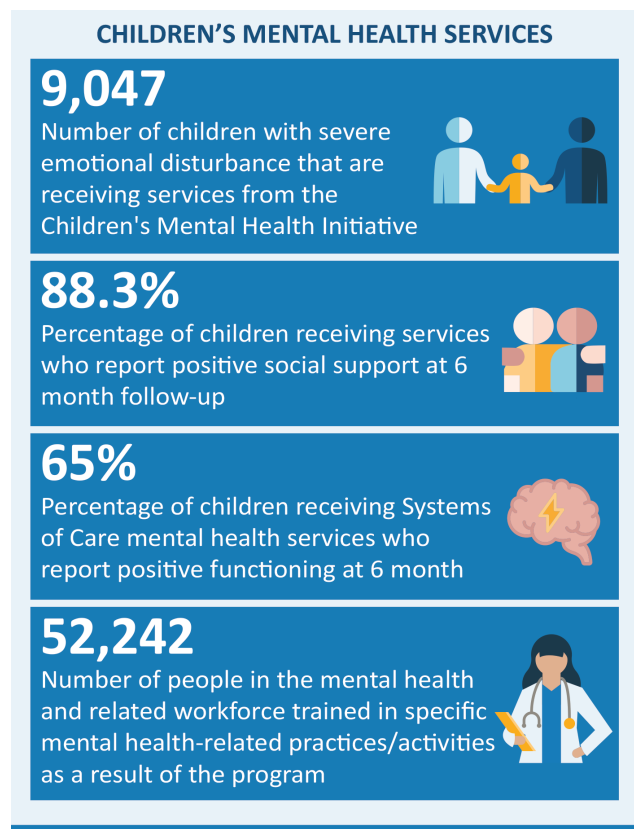 CHILDREN’S MENTAL HEALTH SERVICES
9,047
Number of children with severe
emotional disturbance that are
receiving services from the
Children's Mental Health Initiative
88.3%
Percentage of children receiving services
who report positive social support at 6
month follow-up
65%
Percentage of children receiving Systems
of Care mental health services who
report positive functioning at 6 month
52,242
Number of people in the mental health
and related workforce trained in specific
mental health-related practices/activities
as a result of the program